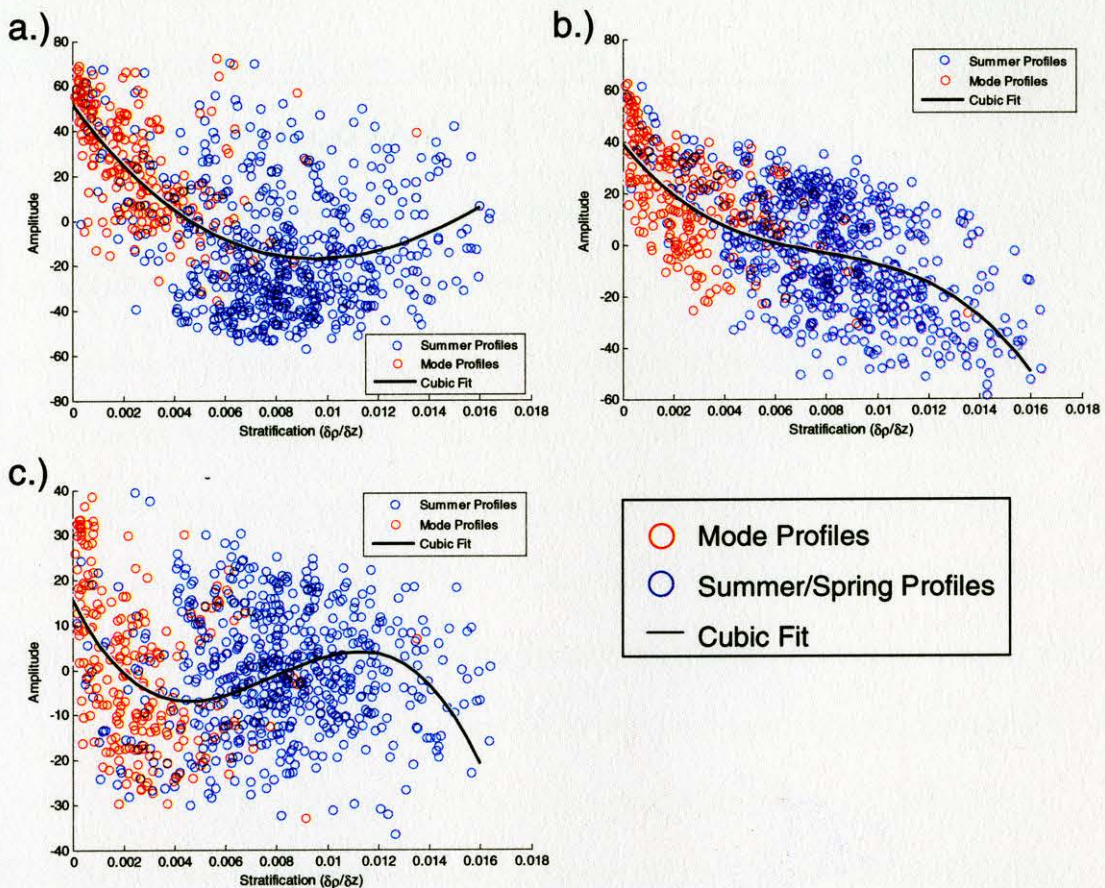 a.)
80
60
40
20
0
-20
-40
-60
-80
Amplitude
0 0.002 0.004 0.006 0.008 0.01 0.012 0.014 0.016 0.018
Stratification (δρ/δz)
Summer Profiles
Mode Profiles
Cubic Fit
b.)
80
60
40
20
0
-20
-40
-60
Amplitude
0 0.002 0.004 0.006 0.008 0.01 0.012 0.014 0.016 0.018
Stratification (δρ/δz)
Summer Profiles
Mode Profiles
Cubic Fit
c.)
40
30
20
10
0
-10
-20
-30
-40
Amplitude
0 0.002 0.004 0.006 0.008 0.01 0.012 0.014 0.016 0.018
Stratification (δρ/δz)
Summer Profiles
Mode Profiles
Cubic Fit
Mode Profiles
Summer/Spring Profiles
Cubic Fit